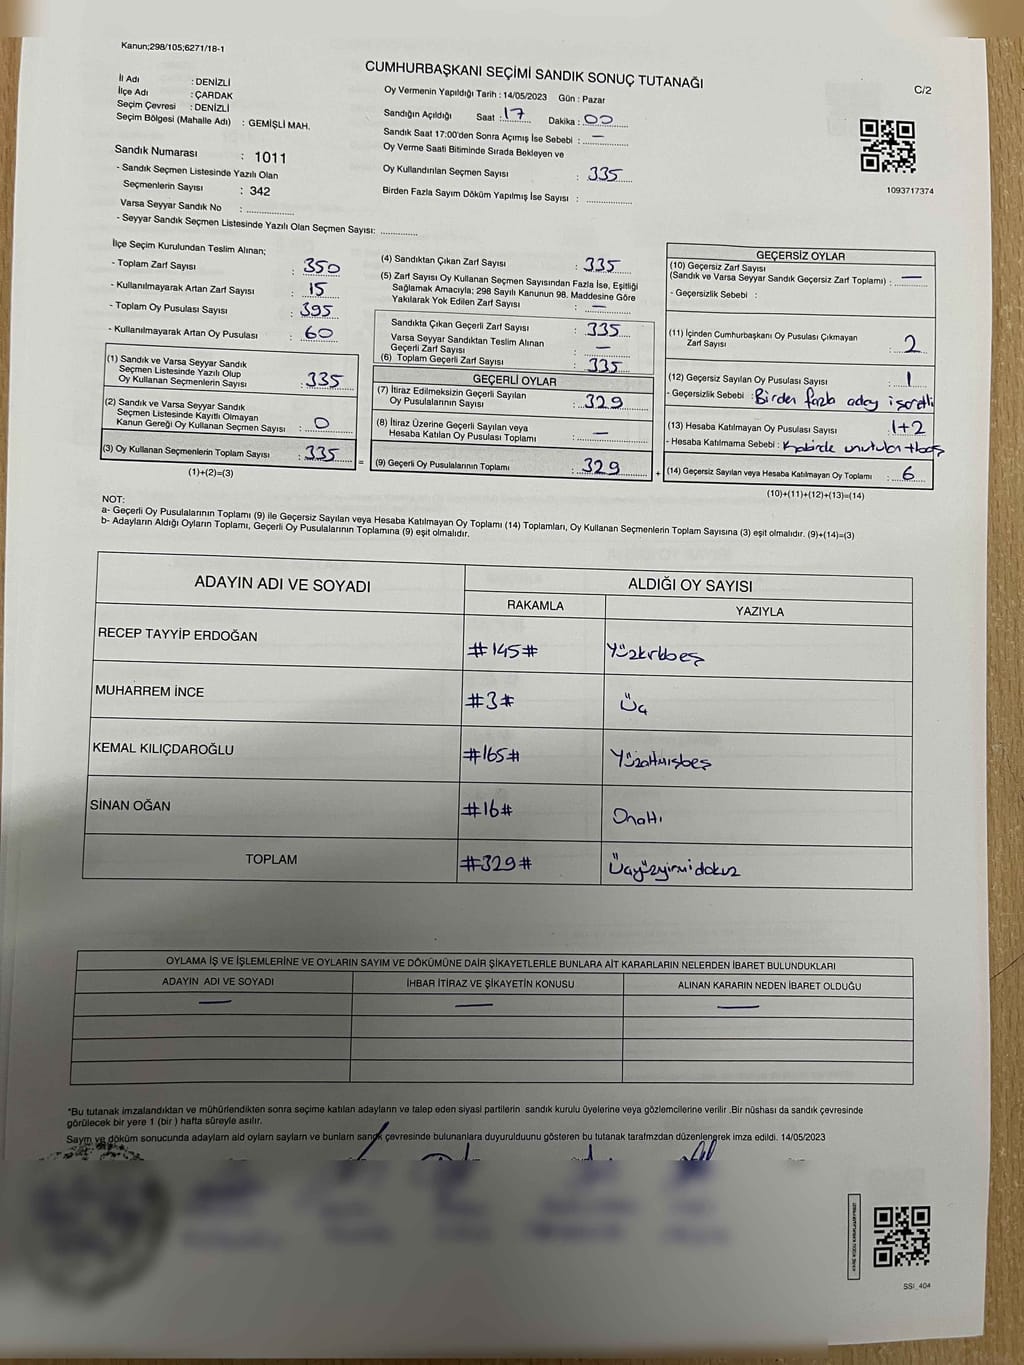 Kanun;298/105;6271/18-1
CUMHURBAŞKANI SEÇİMİ SANDIK SONUÇ TUTANAĞI
C/2
İl Adı : DENİZLİ
İlçe Adı : ÇARDAK
Seçim Çevresi : DENİZLİ
Seçim Bölgesi (Mahalle Adı) : GEMİŞLİ MAH.
Sandık Numarası : 1011
- Sandık Seçmen Listesinde Yazılı Olan
Seçmenlerin Sayısı : 342
Varsa Seyyar Sandık No : ................
- Seyyar Sandık Seçmen Listesinde Yazılı Olan Seçmen Sayısı: ............
Oy Vermenin Yapıldığı Tarih : 14/05/2023 Gün : Pazar
Sandığın Açıldığı Saat : 17 Dakika : 00
Sandık Saat 17:00'den Sonra Açımış İse Sebebi : —
Oy Verme Saati Bitiminde Sırada Bekleyen ve
Oy Kullandırılan Seçmen Sayısı : 335
Birden Fazla Sayım Döküm Yapılmış İse Sayısı : ................
1093717374
İlçe Seçim Kurulundan Teslim Alınan;
- Toplam Zarf Sayısı : 350
- Kullanılmayarak Artan Zarf Sayısı : 15
- Toplam Oy Pusulası Sayısı : 395
- Kullanılmayarak Artan Oy Pusulası : 60
(1) Sandık ve Varsa Seyyar Sandık
Seçmen Listesinde Yazılı Olup
Oy Kullanan Seçmenlerin Sayısı : 335
(2) Sandık ve Varsa Seyyar Sandık
Seçmen Listesinde Kayıtlı Olmayan
Kanun Gereği Oy Kullanan Seçmen Sayısı : 0
(3) Oy Kullanan Seçmenlerin Toplam Sayısı : 335
(1)+(2)=(3)
(4) Sandıktan Çıkan Zarf Sayısı : 335
(5) Zarf Sayısı Oy Kullanan Seçmen Sayısından Fazla İse, Eşitliği
Sağlamak Amacıyla; 298 Sayılı Kanunun 98. Maddesine Göre
Yakılarak Yok Edilen Zarf Sayısı : —
Sandıkta Çıkan Geçerli Zarf Sayısı : 335
Varsa Seyyar Sandıktan Teslim Alınan
Geçerli Zarf Sayısı : —
(6) Toplam Geçerli Zarf Sayısı : 335
GEÇERLİ OYLAR
(7) İtiraz Edilmeksizin Geçerli Sayılan
Oy Pusulalarının Sayısı : 329
(8) İtiraz Üzerine Geçerli Sayılan veya
Hesaba Katılan Oy Pusulası Toplamı : —
(9) Geçerli Oy Pusulalarının Toplamı : 329
GEÇERSİZ OYLAR
(10) Geçersiz Zarf Sayısı
(Sandık ve Varsa Seyyar Sandık Geçersiz Zarf Toplamı) : —
- Geçersizlik Sebebi :
(11) İçinden Cumhurbaşkanı Oy Pusulası Çıkmayan
Zarf Sayısı : 2
(12) Geçersiz Sayılan Oy Pusulası Sayısı : 1
- Geçersizlik Sebebi : Birden fazla aday işaretli
(13) Hesaba Katılmayan Oy Pusulası Sayısı : 1+2
- Hesaba Katılmama Sebebi : Kabinde unutulan +boş
(14) Geçersiz Sayılan veya Hesaba Katılmayan Oy Toplamı : 6
(10)+(11)+(12)+(13)=(14)
NOT:
a- Geçerli Oy Pusulalarının Toplamı (9) ile Geçersiz Sayılan veya Hesaba Katılmayan Oy Toplamı (14) Toplamları, Oy Kullanan Seçmenlerin Toplam Sayısına (3) eşit olmalıdır. (9)+(14)=(3)
b- Adayların Aldığı Oyların Toplamı, Geçerli Oy Pusulalarının Toplamına (9) eşit olmalıdır.
ADAYIN ADI VE SOYADI ALDIĞI OY SAYISI
RAKAMLA YAZIYLA
RECEP TAYYİP ERDOĞAN #145# Yüzkırkbeş
MUHARREM İNCE #3# Üç
KEMAL KILIÇDAROĞLU #165# Yüzaltmışbeş
SİNAN OĞAN #16# Onaltı
TOPLAM #329# Üçyüzyirmidokuz
OYLAMA İŞ VE İŞLEMLERİNE VE OYLARIN SAYIM VE DÖKÜMÜNE DAİR ŞİKAYETLERLE BUNLARA AİT KARARLARIN NELERDEN İBARET BULUNDUKLARI
ADAYIN ADI VE SOYADI İHBAR İTİRAZ VE ŞİKAYETİN KONUSU ALINAN KARARIN NEDEN İBARET OLDUĞU
— — —
*Bu tutanak imzalandıktan ve mühürlendikten sonra seçime katılan adayların ve talep eden siyasi partilerin sandık kurulu üyelerine veya gözlemcilerine verilir .Bir nüshası da sandık çevresinde
görülecek bir yere 1 (bir ) hafta süreyle asılır.
Sayım ve döküm sonucunda adayların ald oyların sayların ve bunların sandık çevresinde bulunanlara duyurulduunu gösteren bu tutanak tarafmzdan düzenlenerek imza edildi. 14/05/2023
SSI_404